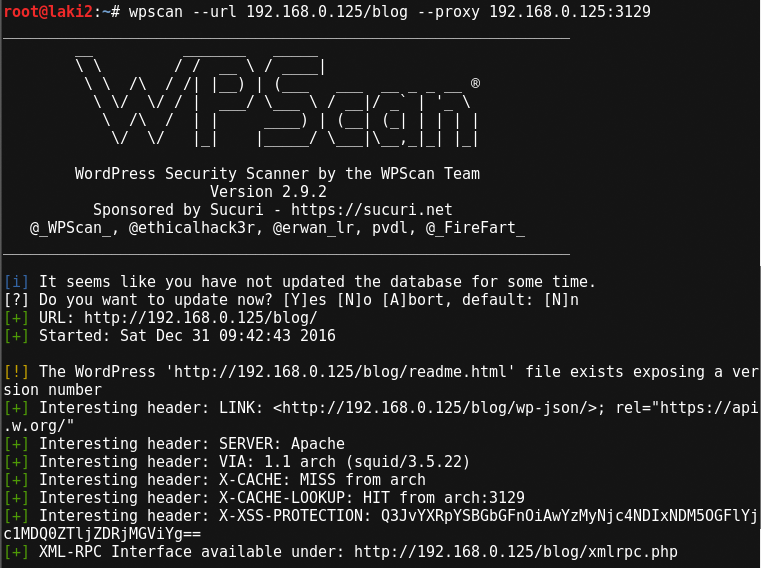 root@laki2:~# wpscan --url 192.168.0.125/blog --proxy 192.168.0.125:3129
WPScan ®
WordPress Security Scanner by the WPScan Team
Version 2.9.2
Sponsored by Sucuri - https://sucuri.net
@_WPScan_, @ethicalhack3r, @erwan_lr, pvdl, @_FireFart_
[i] It seems like you have not updated the database for some time.
[?] Do you want to update now? [Y]es [N]o [A]bort, default: [N]n
[+] URL: http://192.168.0.125/blog/
[+] Started: Sat Dec 31 09:42:43 2016
[!] The WordPress 'http://192.168.0.125/blog/readme.html' file exists exposing a ver
sion number
[+] Interesting header: LINK: <http://192.168.0.125/blog/wp-json/>; rel="https://api
.w.org/"
[+] Interesting header: SERVER: Apache
[+] Interesting header: VIA: 1.1 arch (squid/3.5.22)
[+] Interesting header: X-CACHE: MISS from arch
[+] Interesting header: X-CACHE-LOOKUP: HIT from arch:3129
[+] Interesting header: X-XSS-PROTECTION: Q3JvYXRpYSBGbGFnOiAwYzMyNjc4NDIxNDM5OGFlYj
c1MDQ0ZTljZDRjMGViYg==
[+] XML-RPC Interface available under: http://192.168.0.125/blog/xmlrpc.php